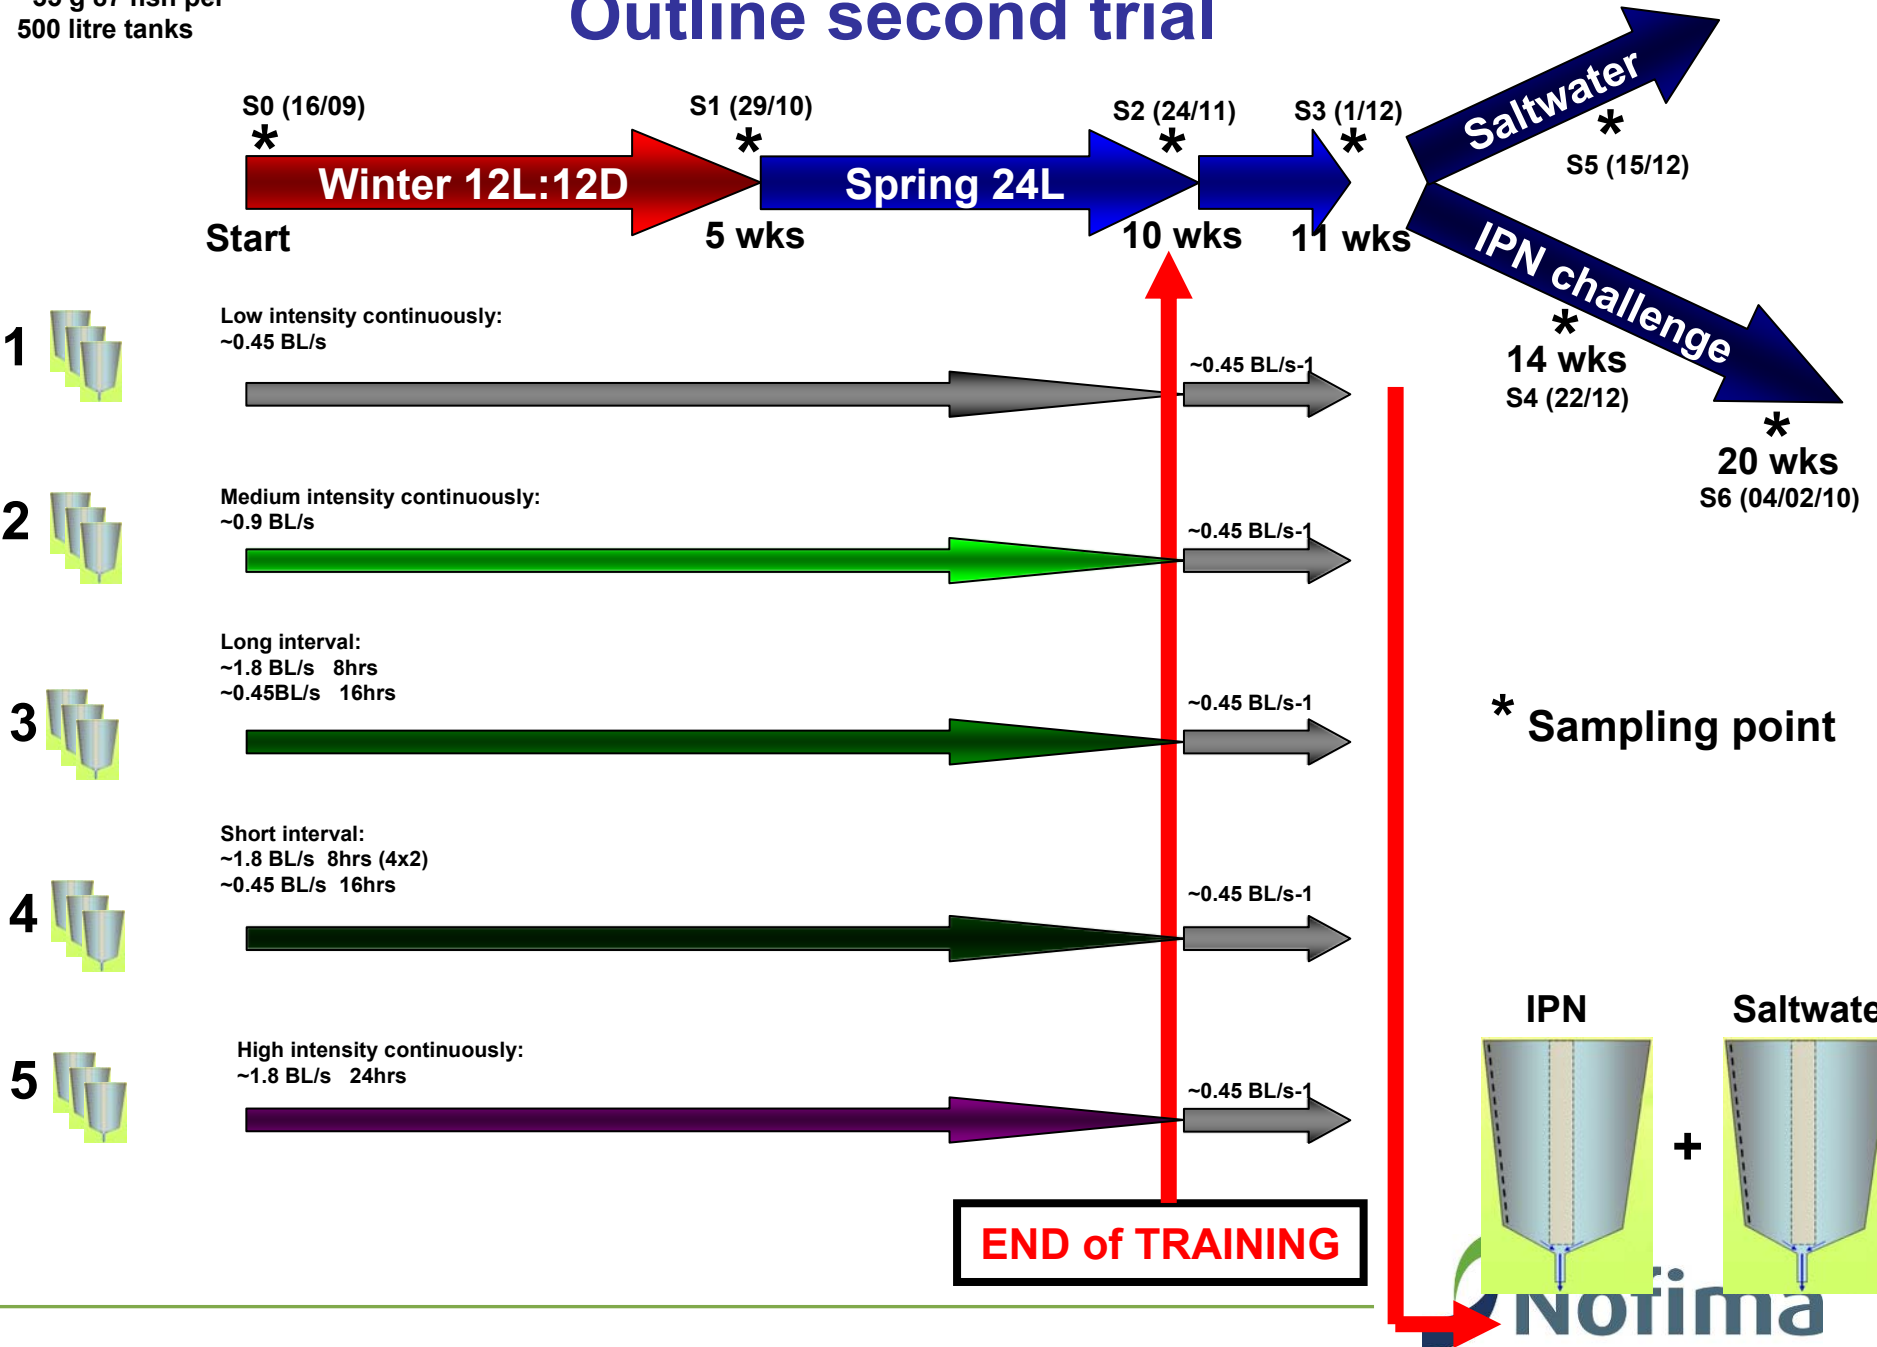 35 g 87 fish per
500 litre tanks
Outline second trial
S0 (16/09)
S1 (29/10)
S2 (24/11)
S3 (1/12)
* * * *
Winter 12L:12D
Spring 24L
Start
5 wks
10 wks
11 wks
Saltwater
*
S5 (15/12)
IPN challenge
*
14 wks
S4 (22/12)
*
20 wks
S6 (04/02/10)
1
Low intensity continuously:
~0.45 BL/s
~0.45 BL/s-1
2
Medium intensity continuously:
~0.9 BL/s
~0.45 BL/s-1
3
Long interval:
~1.8 BL/s 8hrs
~0.45BL/s 16hrs
~0.45 BL/s-1
* Sampling point
4
Short interval:
~1.8 BL/s 8hrs (4x2)
~0.45 BL/s 16hrs
~0.45 BL/s-1
5
High intensity continuously:
~1.8 BL/s 24hrs
~0.45 BL/s-1
IPN
Saltwate
+
END of TRAINING
Nofima